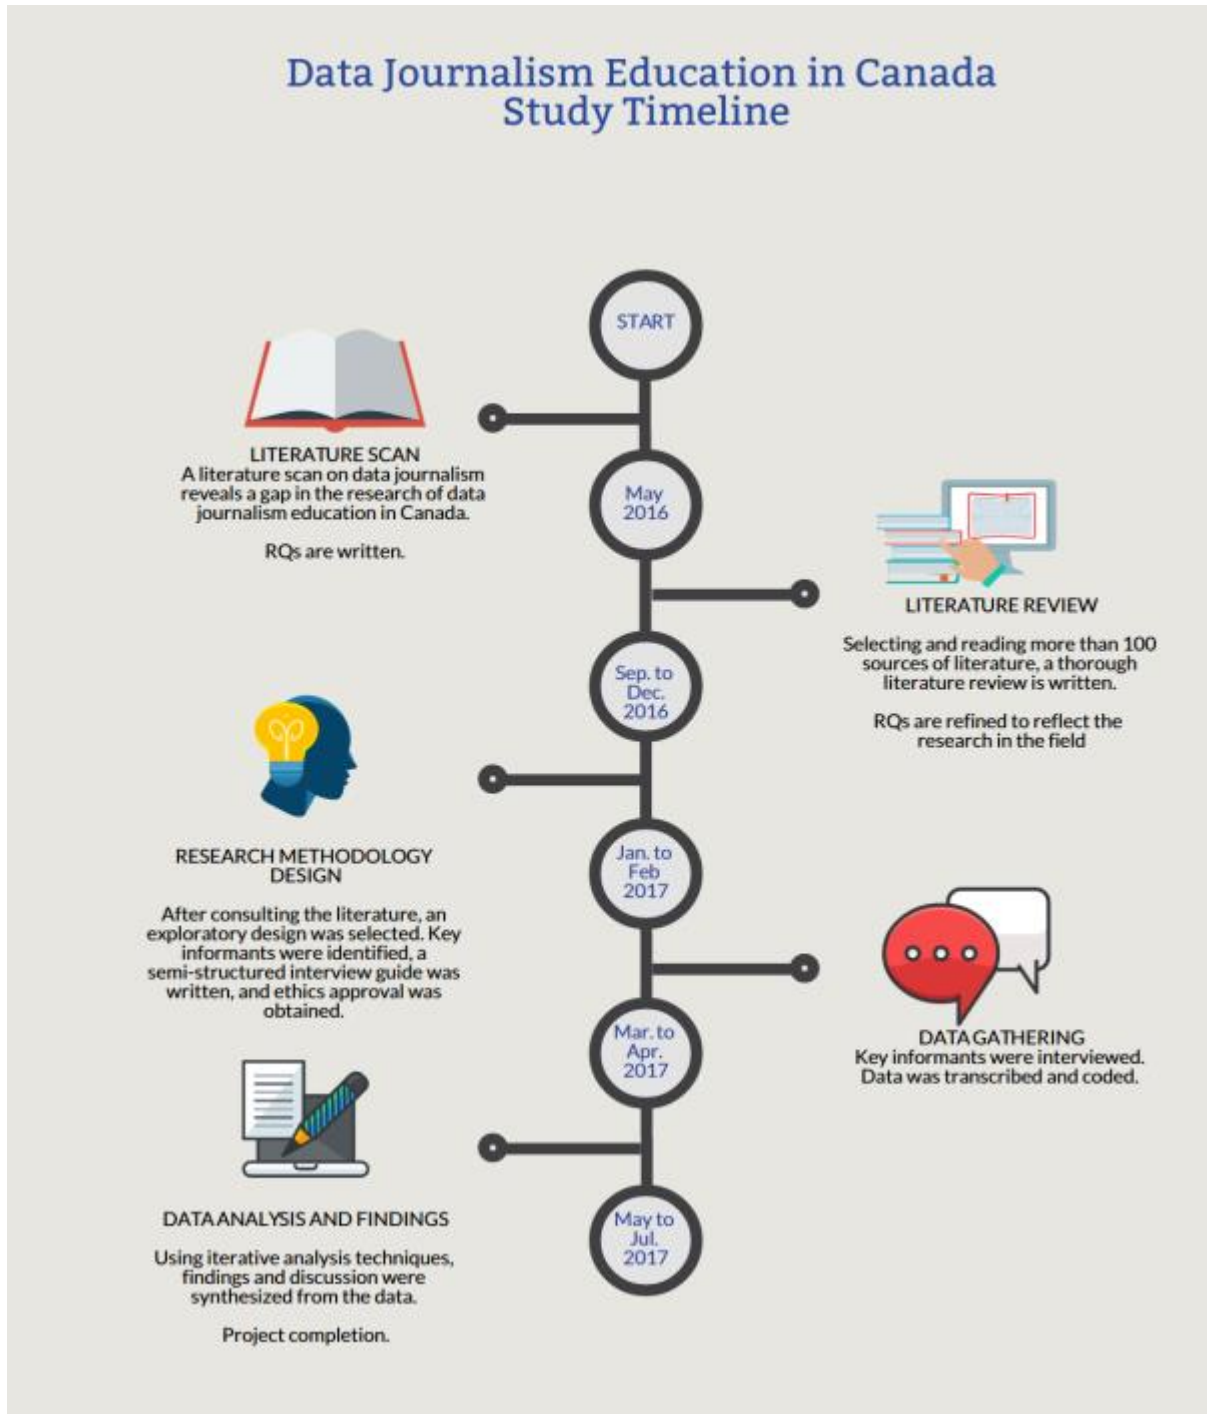 Data Journalism Education in Canada
Study Timeline
START
LITERATURE SCAN
A literature scan on data journalism
reveals a gap in the research of data
journalism education in Canada.
RQs are written.
May
2016
LITERATURE REVIEW
Selecting and reading more than 100
sources of literature, a thorough
literature review is written.
RQs are refined to reflect the
research in the field
Sep. to
Dec.
2016
RESEARCH METHODOLOGY
DESIGN
After consulting the literature, an
exploratory design was selected. Key
informants were identified, a
semi-structured interview guide was
written, and ethics approval was
obtained.
Jan. to
Feb
2017
DATA GATHERING
Key informants were interviewed.
Data was transcribed and coded.
Mar. to
Apr.
2017
DATA ANALYSIS AND FINDINGS
Using iterative analysis techniques,
findings and discussion were
synthesized from the data.
Project completion.
May to
Jul.
2017